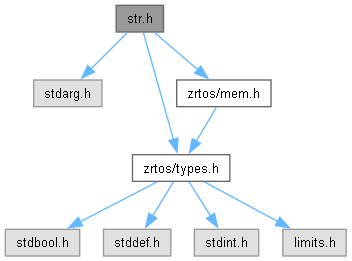 str.h
stdarg.h
zrtos/mem.h
zrtos/types.h
stdbool.h
stddef.h
stdint.h
limits.h